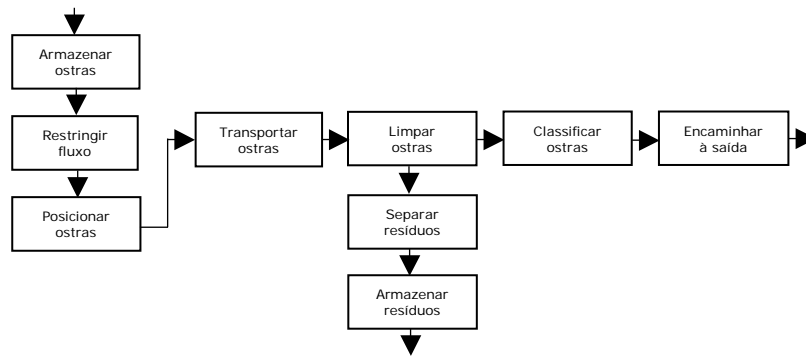 Armazenar
ostras
Restringir
fluxo
Posicionar
ostras
Transportar
ostras
Limpar
ostras
Classificar
ostras
Encaminhar
à saída
Separar
resíduos
Armazenar
resíduos